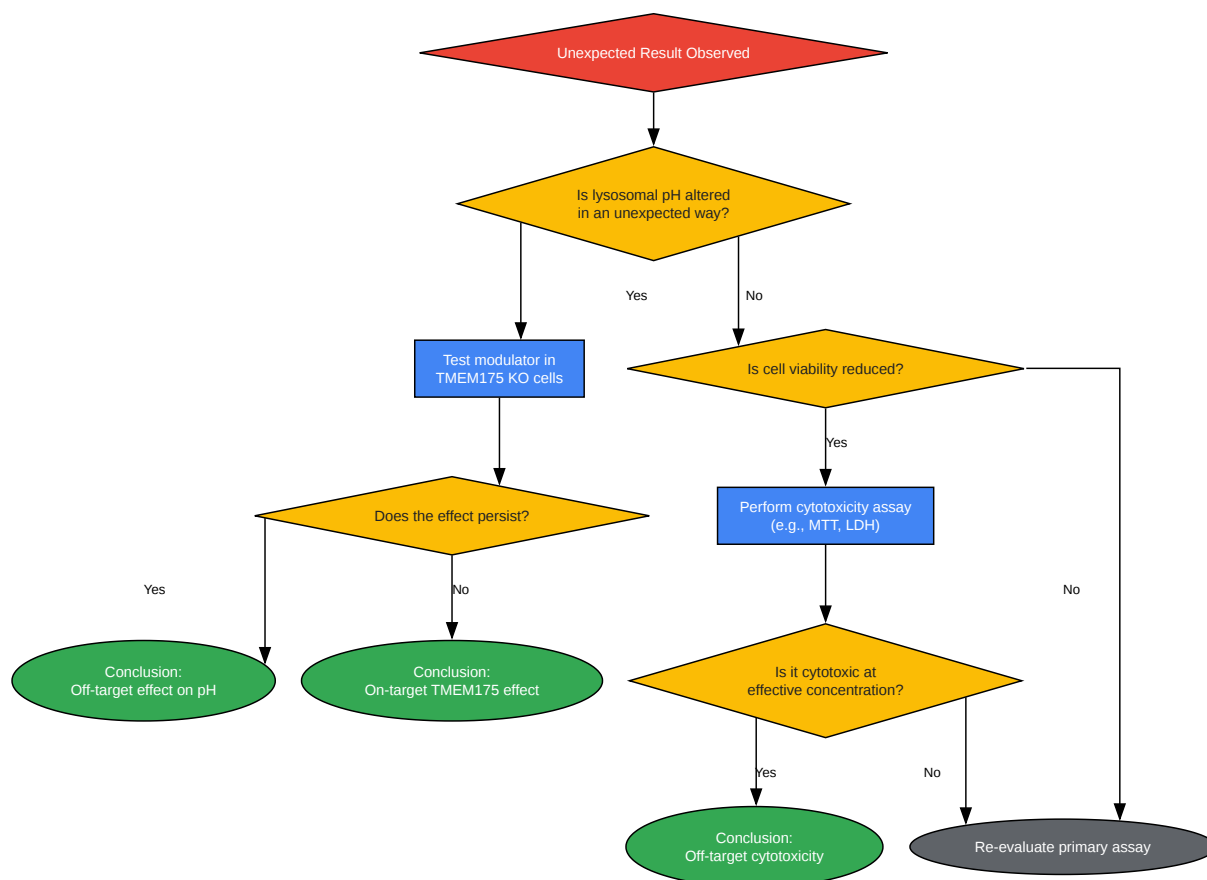 Unexpected Result Observed
Is lysosomal pH altered
in an unexpected way?
Yes
No
Test modulator in
TMEM175 KO cells
Is cell viability reduced?
Yes
Does the effect persist?
Perform cytotoxicity assay
(e.g., MTT, LDH)
Yes
No
No
Conclusion:
Off-target effect on pH
Conclusion:
On-target TMEM175 effect
Is it cytotoxic at
effective concentration?
Yes
No
Conclusion:
Off-target cytotoxicity
Re-evaluate primary assay